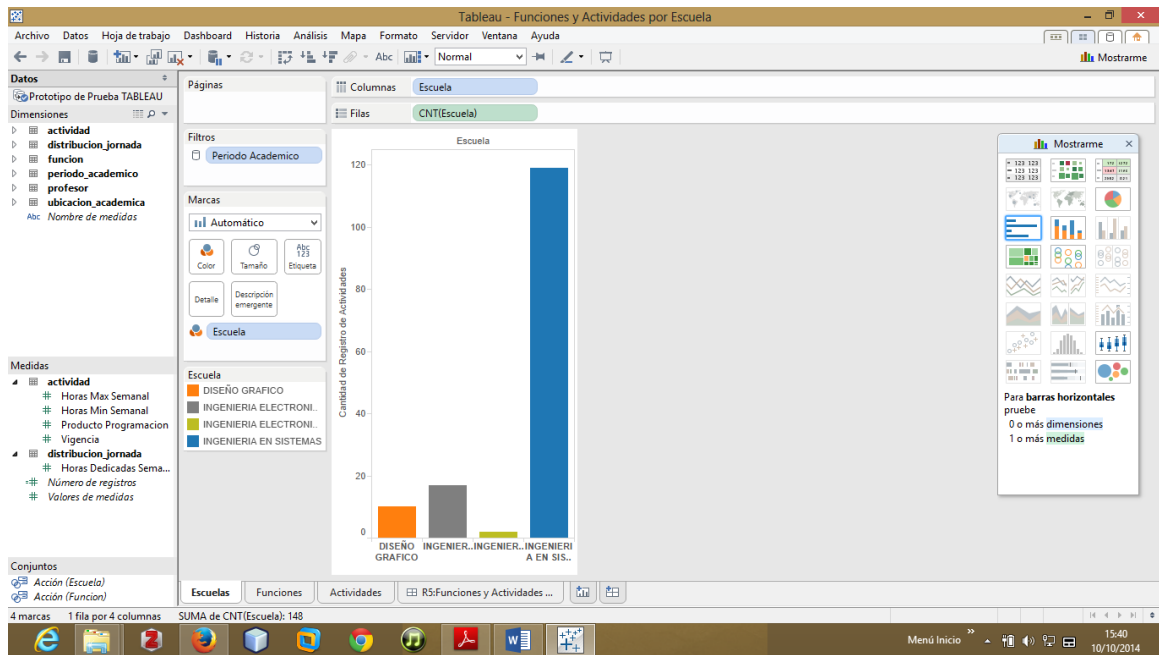 Tableau - Funciones y Actividades por Escuela
Archivo Datos Hoja de trabajo Dashboard Historia Análisis Mapa Formato Servidor Ventana Ayuda
Abc Normal Mostrarme
Datos
Prototipo de Prueba TABLEAU
Dimensiones
actividad
distribucion_jornada
funcion
periodo_academico
profesor
ubicacion_academica
Abc Nombre de medidas
Medidas
actividad
# Horas Max Semanal
# Horas Min Semanal
# Producto Programacion
# Vigencia
distribucion_jornada
# Horas Dedicadas Sema...
# Número de registros
# Valores de medidas
Conjuntos
Acción (Escuela)
Acción (Funcion)
Páginas
Filtros
Periodo Academico
Marcas
Automático
Color
Tamaño
Abc
123
Etiqueta
Detalle
Descripción
emergente
Escuela
Escuela
DISEÑO GRAFICO
INGENIERIA ELECTRONI..
INGENIERIA ELECTRONI..
INGENIERIA EN SISTEMAS
Columnas Escuela
Filas CNT(Escuela)
Escuela
Cantidad de Registro de Actividades
120
100
80
60
40
20
0
DISEÑO
GRAFICO
INGENIER..
INGENIER..
INGENIERI
A EN SIS..
Mostrarme
Para barras horizontales
pruebe
0 o más dimensiones
1 o más medidas
Escuelas Funciones Actividades R5:Funciones y Actividades ...
4 marcas 1 fila por 4 columnas SUMA de CNT(Escuela): 148
Menú Inicio
15:40
10/10/2014